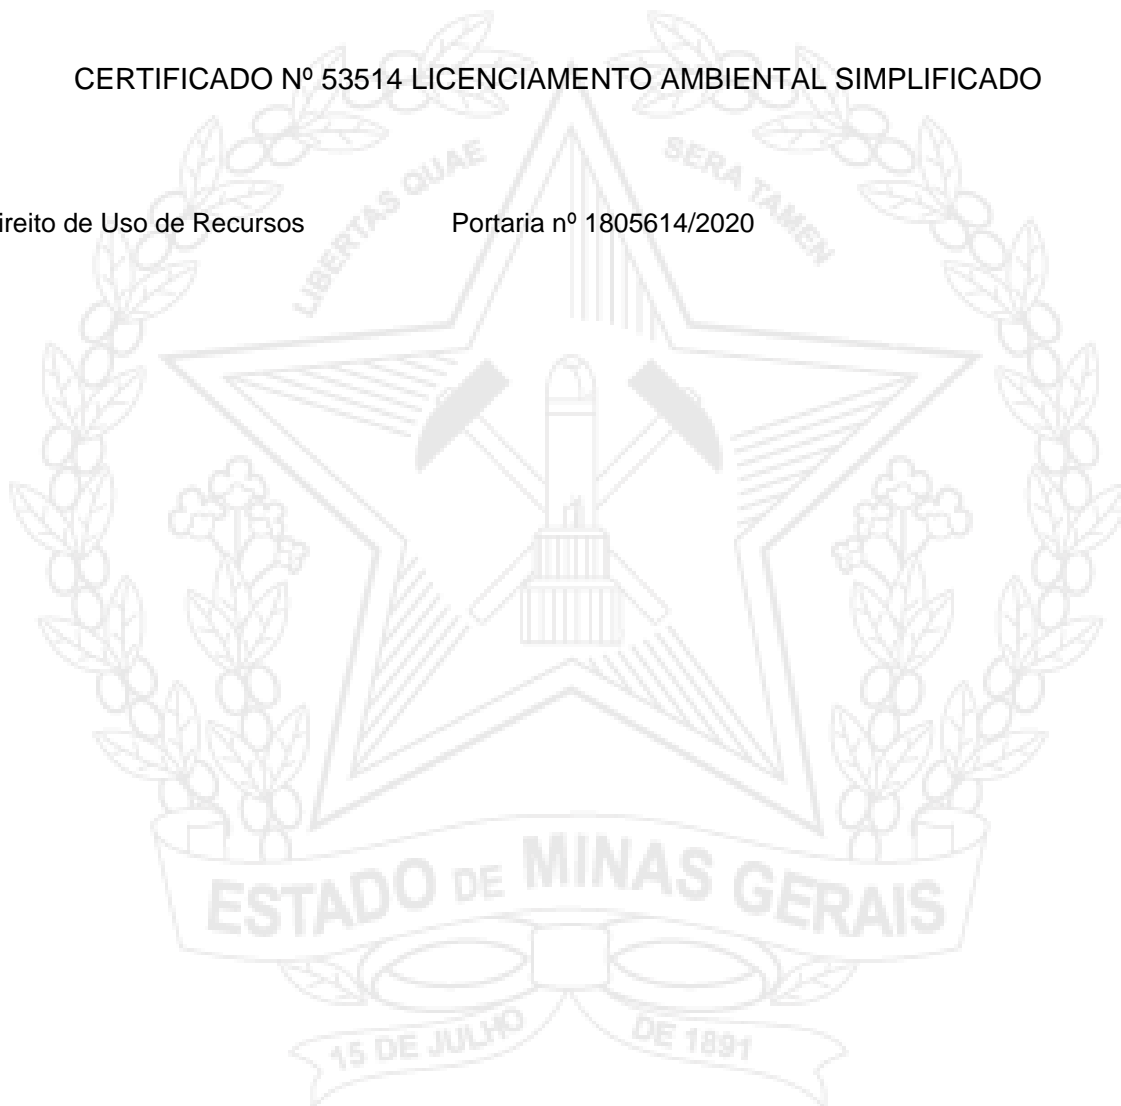 CERTIFICADO Nº 53514 LICENCIAMENTO AMBIENTAL SIMPLIFICADO
LIBERTAS QUAE SERA TAMEN
ireito de Uso de Recursos Portaria nº 1805614/2020
ESTADO DE MINAS GERAIS
15 DE JULHO DE 1891